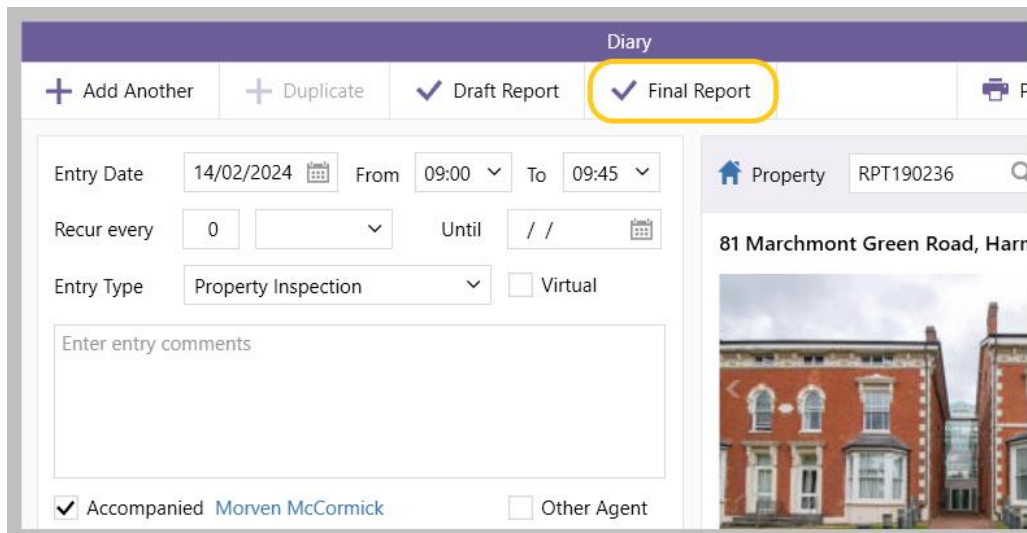 Diary
Add Another Duplicate Draft Report Final Report
Entry Date 14/02/2024 From 09:00 To 09:45
Property RPT190236
Recur every 0 Until / /
81 Marchmont Green Road,
Entry Type Property Inspection Virtual
Enter entry comments
Accompanied Morven McCormick Other Agent